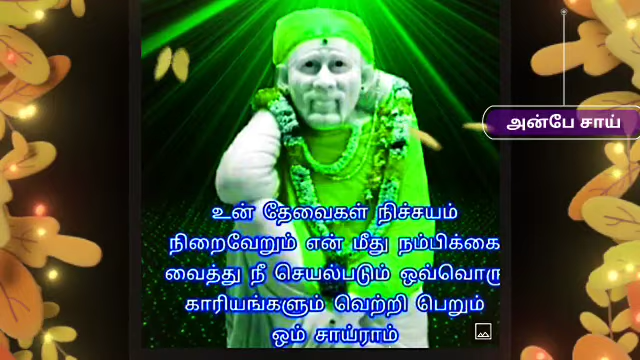 அன்பே சாய்
உன் தேவைகள் நிச்சயம்
நிறைவேறும் என் மீது நம்பிக்கை
வைத்து நீ செயல்படும் ஒவ்வொரு
காரியங்களும் வெற்றி பெறும்
ஓம் சாய்ராம்